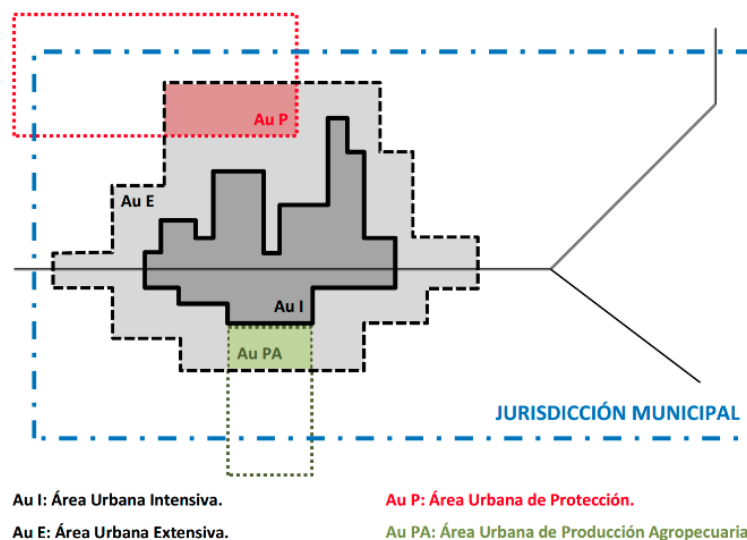 Au P
Au E
Au I
Au PA
JURISDICCIÓN MUNICIPAL
Au I: Área Urbana Intensiva.
Au P: Área Urbana de Protección.
Au E: Área Urbana Extensiva.
Au PA: Área Urbana de Producción Agropecuaria